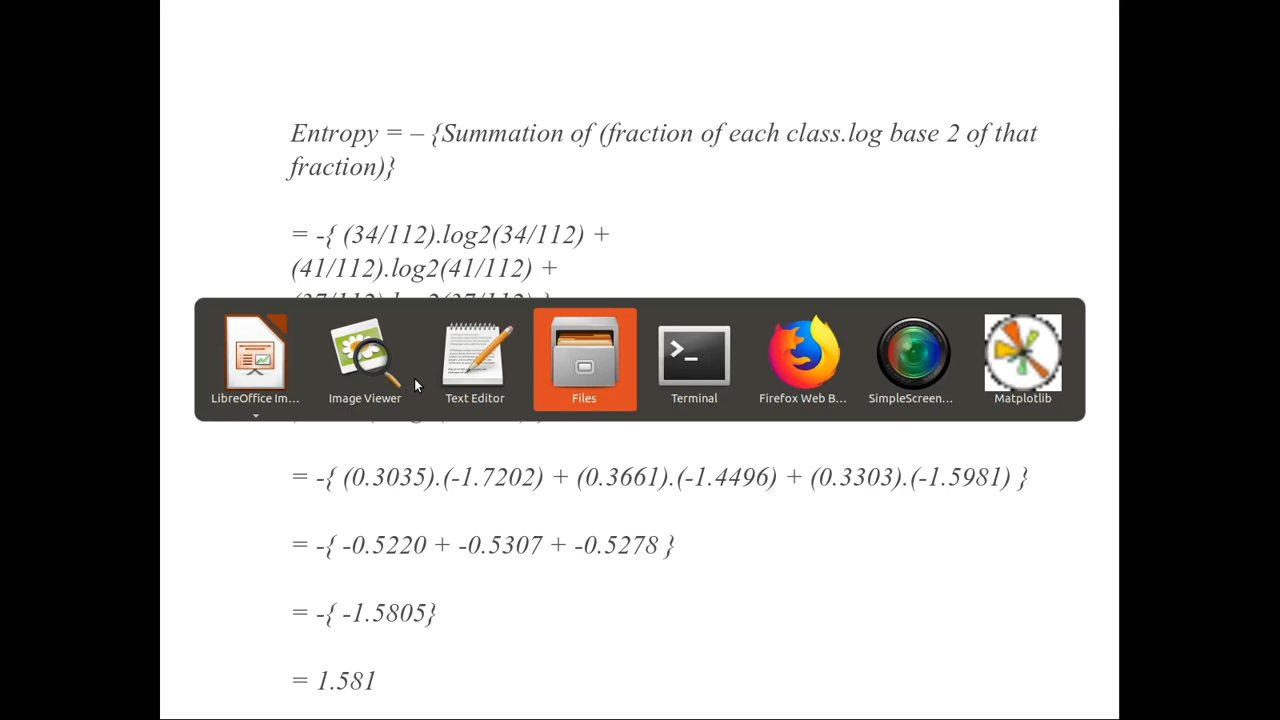 Entropy = – {Summation of (fraction of each class.log base 2 of that
fraction)}
= -{ (34/112).log2(34/112) +
(41/112).log2(41/112) +
LibreOffice Im...
Image Viewer
Text Editor
Files
Terminal
Firefox Web B...
SimpleScreen...
Matplotlib
= -{ (0.3035).(-1.7202) + (0.3661).(-1.4496) + (0.3303).(-1.5981) }
= -{ -0.5220 + -0.5307 + -0.5278 }
= -{ -1.5805}
= 1.581